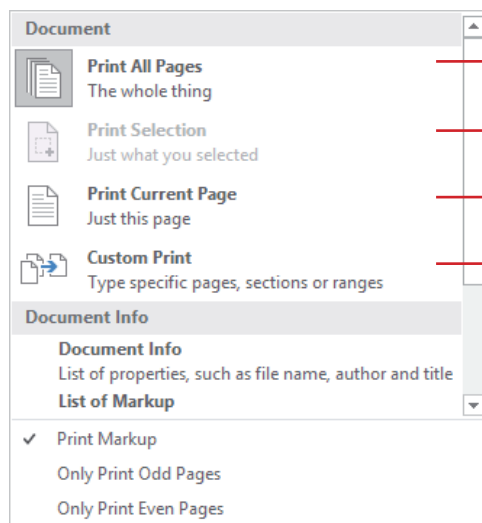 Document
Print All Pages
The whole thing
Print Selection
Just what you selected
Print Current Page
Just this page
Custom Print
Type specific pages, sections or ranges
Document Info
Document Info
List of properties, such as file name, author and title
List of Markup
Print Markup
Only Print Odd Pages
Only Print Even Pages